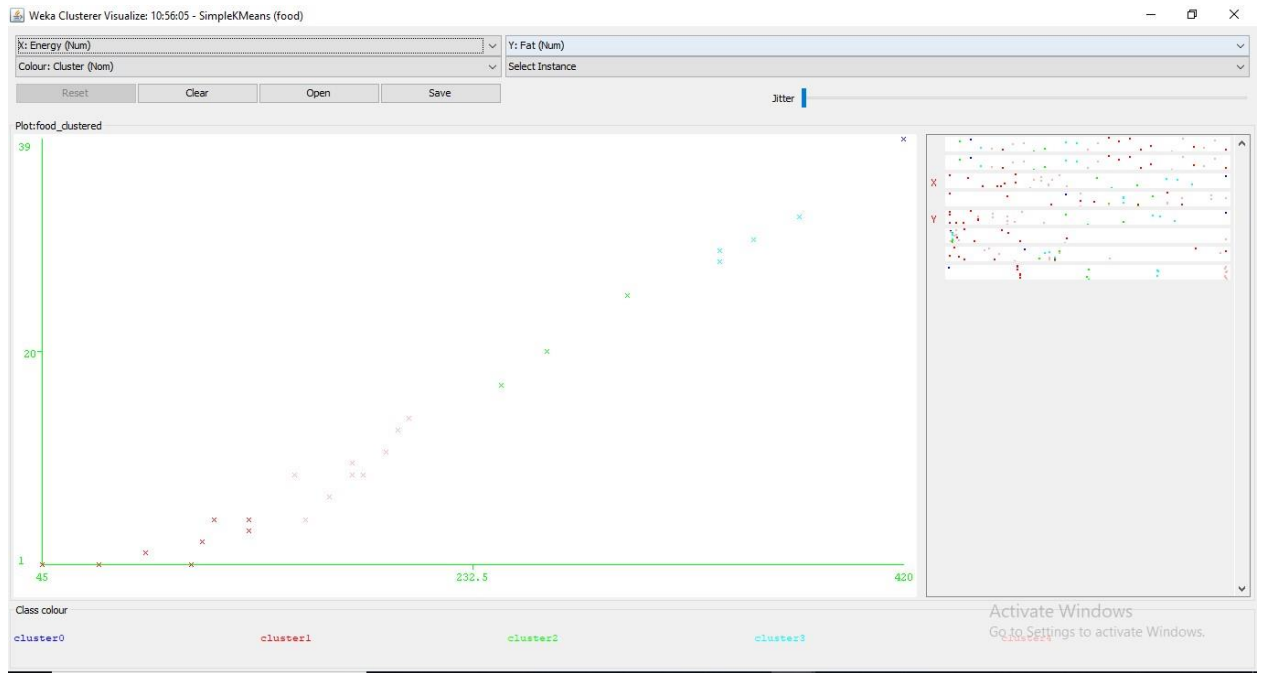 Weka Clusterer Visualize: 10:56:05 - SimpleKMeans (food)
X: Energy (Num)
Y: Fat (Num)
Colour: Cluster (Nom)
Select Instance
Reset
Clear
Open
Save
Jitter
Plot:food_clustered
39
20
1
45
232.5
420
X
Y
Class colour
cluster0
cluster1
cluster2
cluster3
cluster4
Activate Windows
Go to Settings to activate Windows.